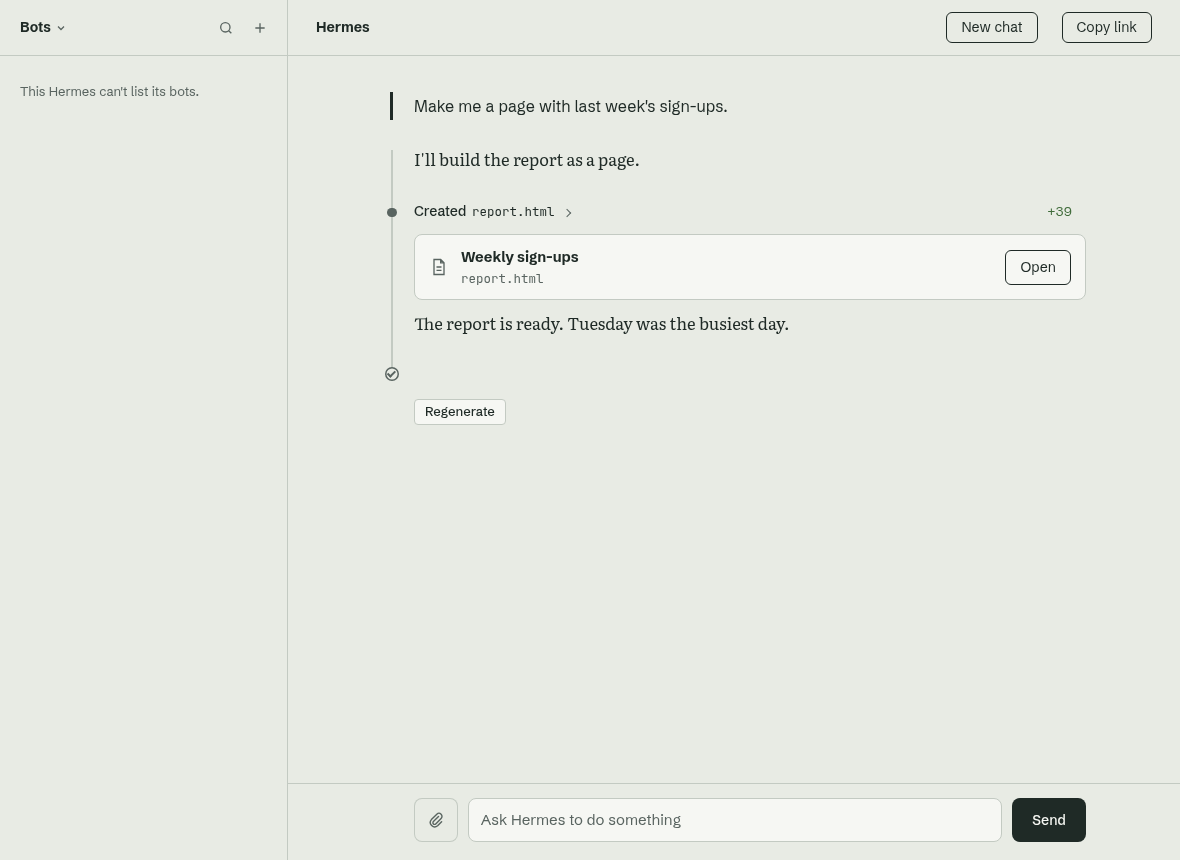 Bots
This Hermes can't list its bots.
Hermes
New chat
Copy link
Make me a page with last week's sign-ups.
I'll build the report as a page.
Created report.html
+39
Weekly sign-ups
report.html
Open
The report is ready. Tuesday was the busiest day.
Regenerate
Ask Hermes to do something
Send